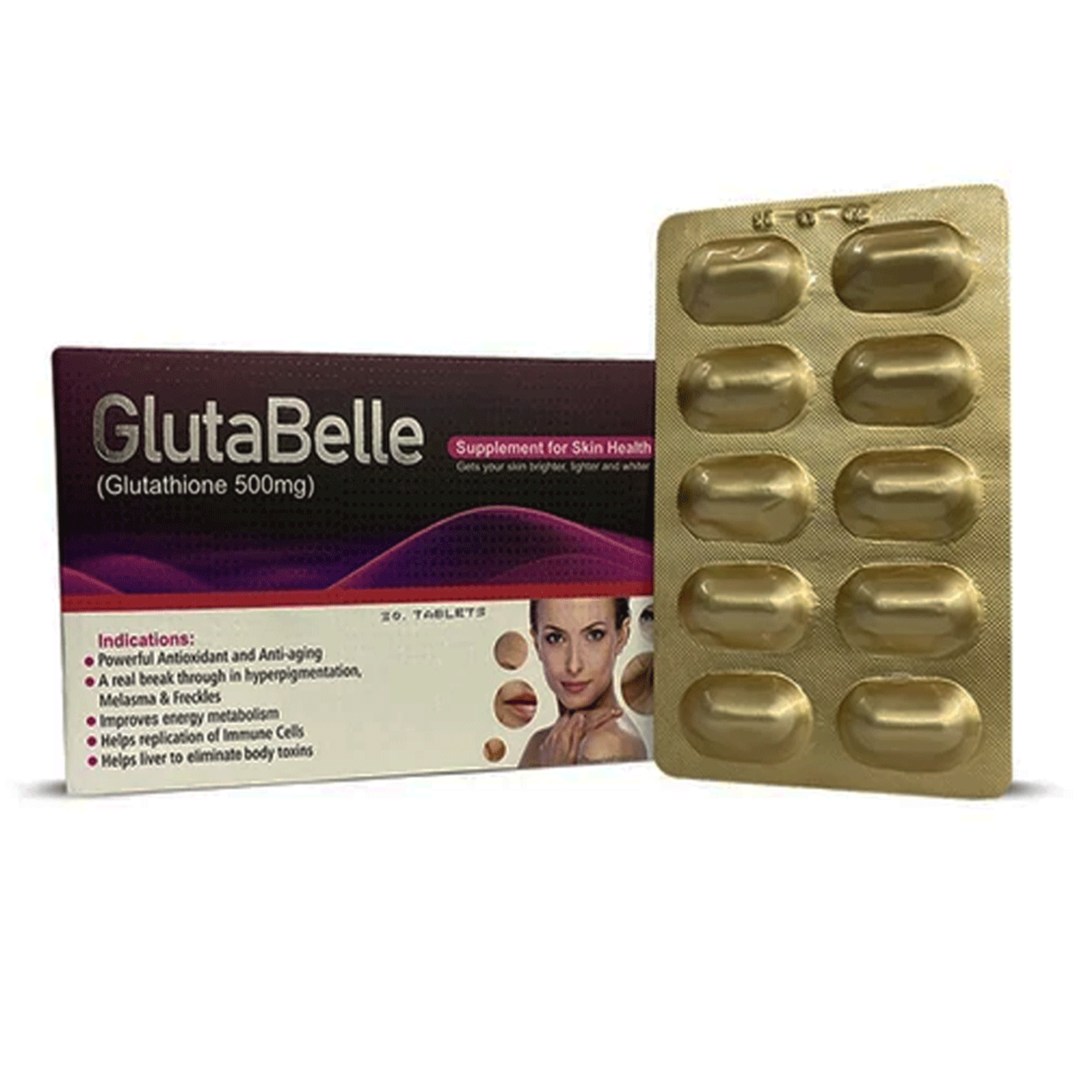 GlutaBelle
(Glutathione 500mg)
Supplement for Skin Health
Gets your skin brighter, lighter and whiter
30. TABLETS
Indications:
Powerful Antioxidant and Anti-aging
A real break through in hyperpigmentation,
Melasma & Freckles
Improves energy metabolism
Helps replication of Immune Cells
Helps liver to eliminate body toxins